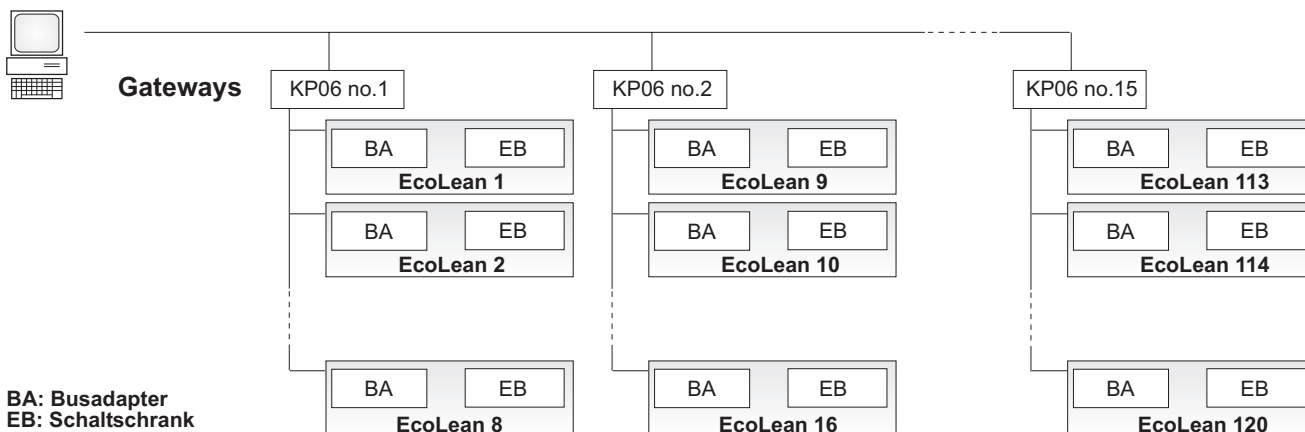 Gateways
KP06 no.1
KP06 no.2
KP06 no.15
BA EB
EcoLean 1
BA EB
EcoLean 9
BA EB
EcoLean 113
BA EB
EcoLean 2
BA EB
EcoLean 10
BA EB
EcoLean 114
BA EB
EcoLean 8
BA EB
EcoLean 16
BA EB
EcoLean 120
BA: Busadapter
EB: Schaltschrank